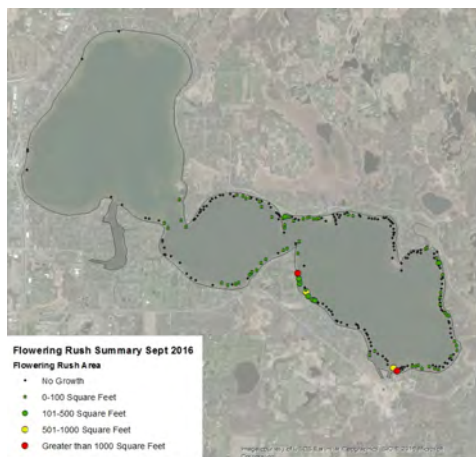 Flowering Rush Summary Sept 2016
Flowering Rush Area
No Growth
0-100 Square Feet
101-500 Square Feet
501-1000 Square Feet
Greater than 1000 Square Feet